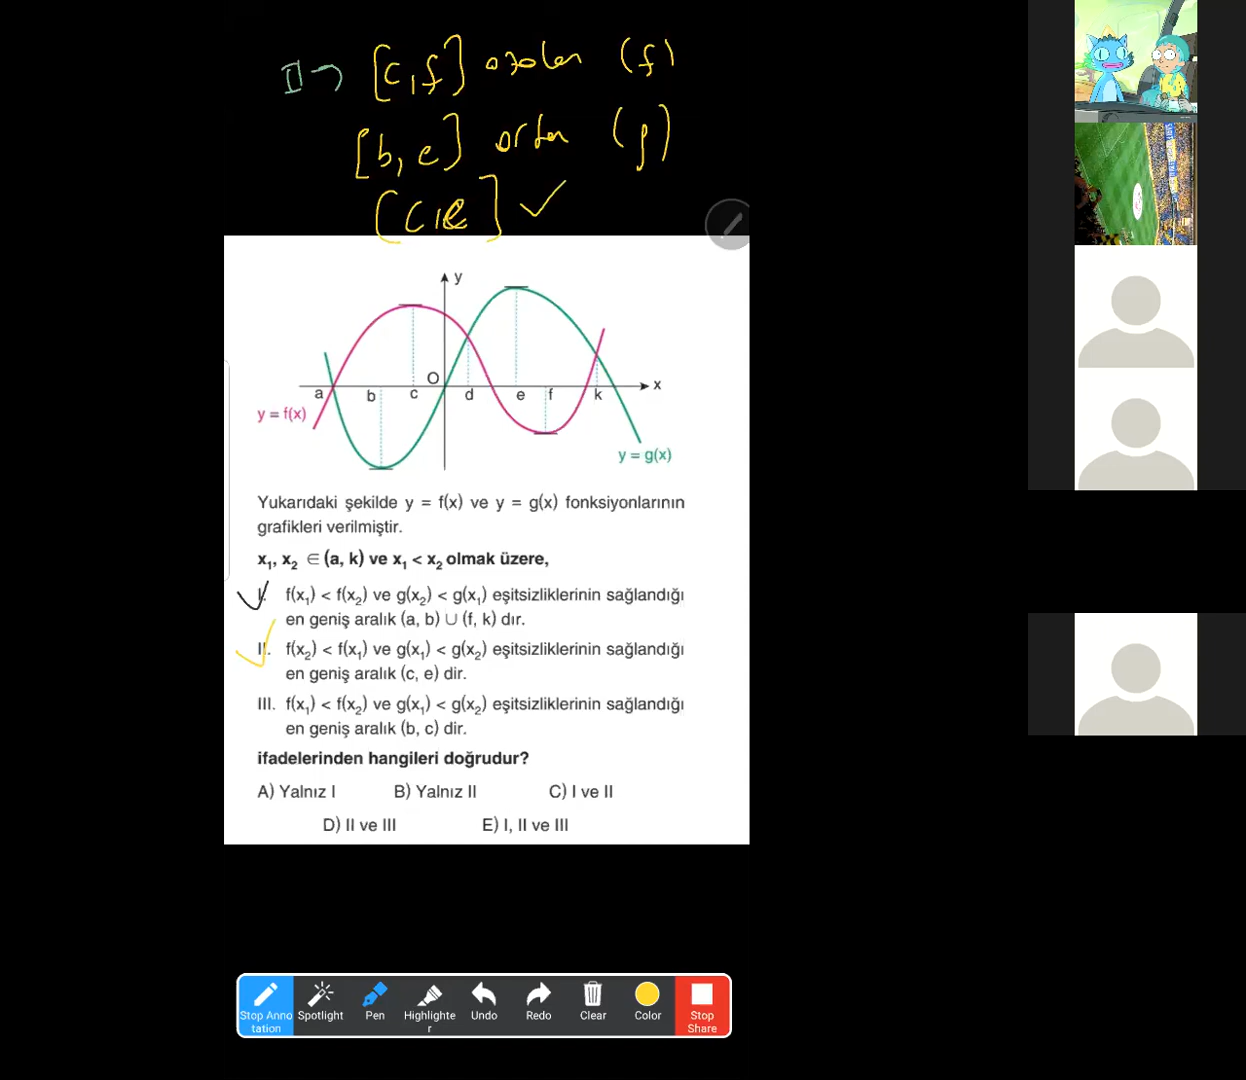 II → [c, f] azalan (f)
[b, e] artan (g)
[c, e] ✓
y
O
x
a
b
c
d
e
f
k
y = f(x)
y = g(x)
Yukarıdaki şekilde y = f(x) ve y = g(x) fonksiyonlarının
grafikleri verilmiştir.
x₁, x₂ ∈ (a, k) ve x₁ < x₂ olmak üzere,
I. f(x₁) < f(x₂) ve g(x₂) < g(x₁) eşitsizliklerinin sağlandığı
en geniş aralık (a, b) ∪ (f, k) dır.
II. f(x₂) < f(x₁) ve g(x₁) < g(x₂) eşitsizliklerinin sağlandığı
en geniş aralık (c, e) dir.
III. f(x₁) < f(x₂) ve g(x₁) < g(x₂) eşitsizliklerinin sağlandığı
en geniş aralık (b, c) dir.
ifadelerinden hangileri doğrudur?
A) Yalnız I B) Yalnız II C) I ve II
D) II ve III E) I, II ve III
Stop Anno
tation
Spotlight
Pen
Highlighte
r
Undo
Redo
Clear
Color
Stop
Share